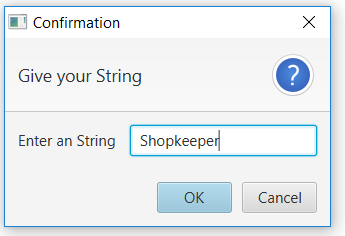 Confirmation
Give your String
?
Enter an String Shopkeeper
OK Cancel